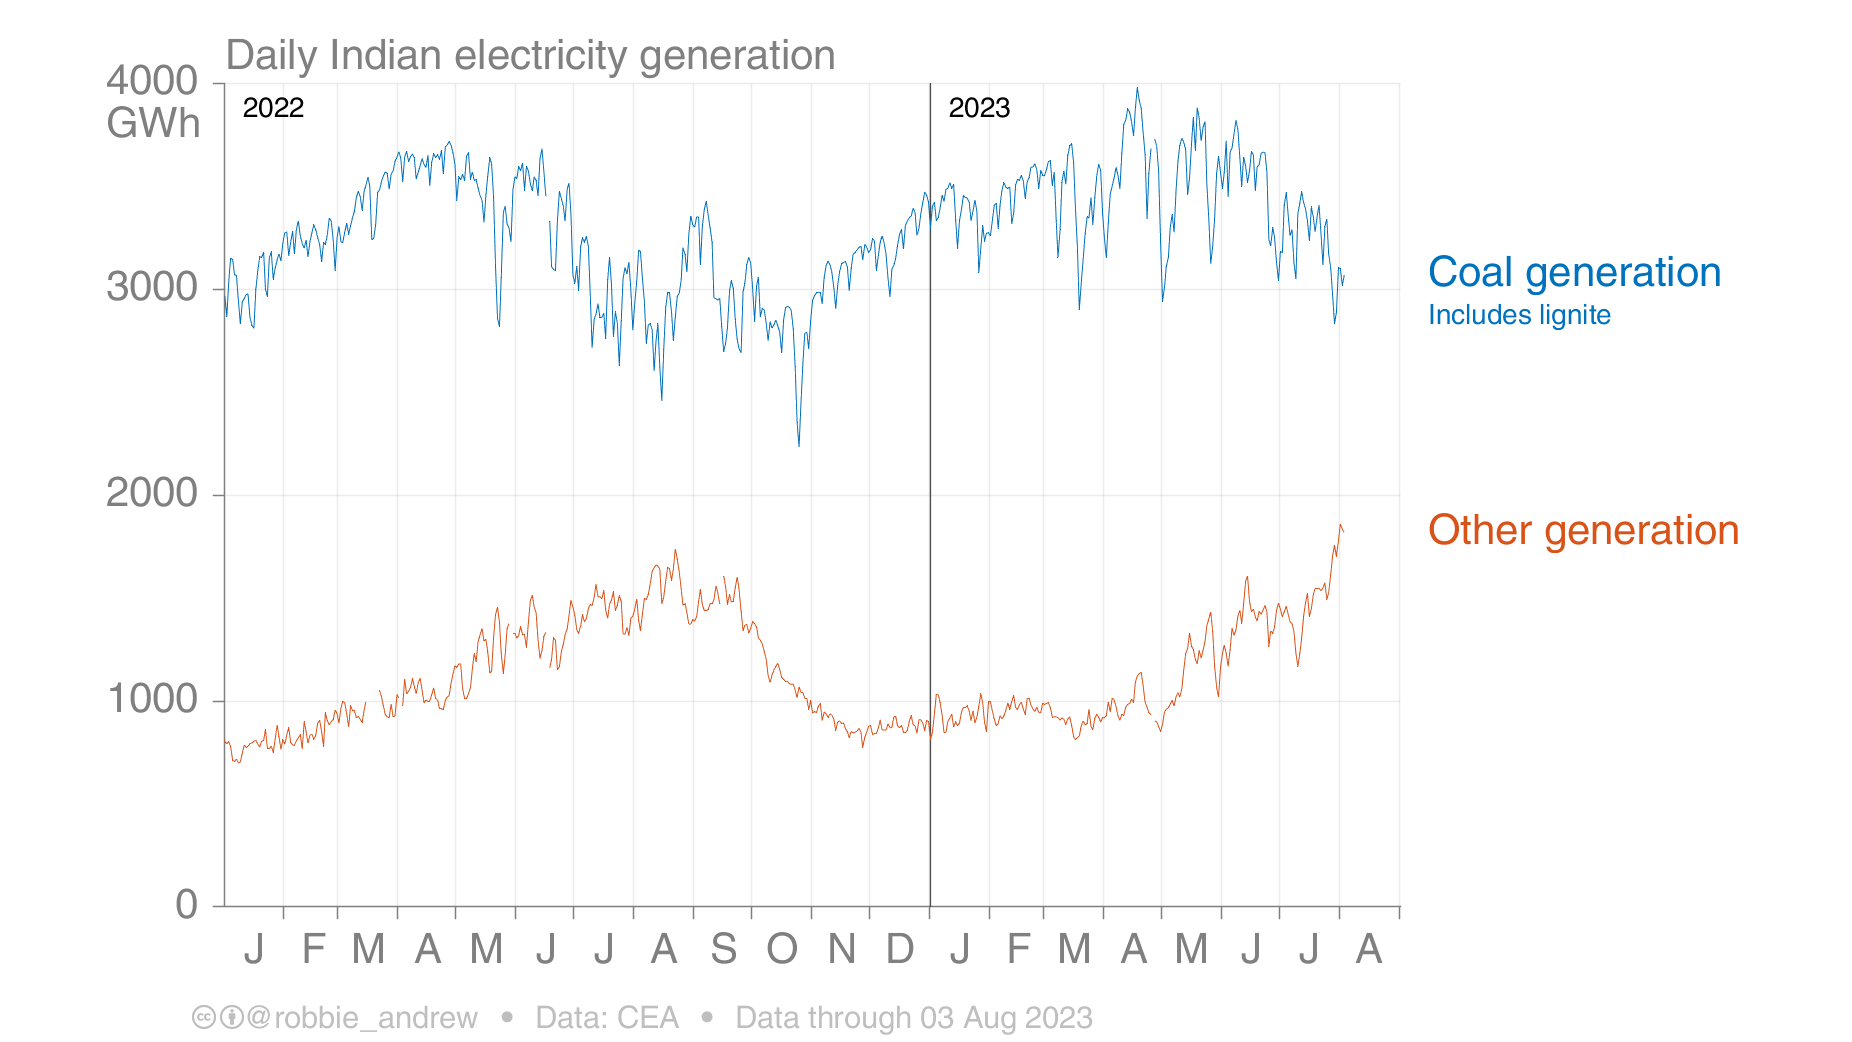 Daily Indian electricity generation
4000
GWh
2022
2023
3000
Coal generation
Includes lignite
2000
Other generation
1000
0
J F M A M J J A S O N D J F M A M J J A
@robbie_andrew • Data: CEA • Data through 03 Aug 2023